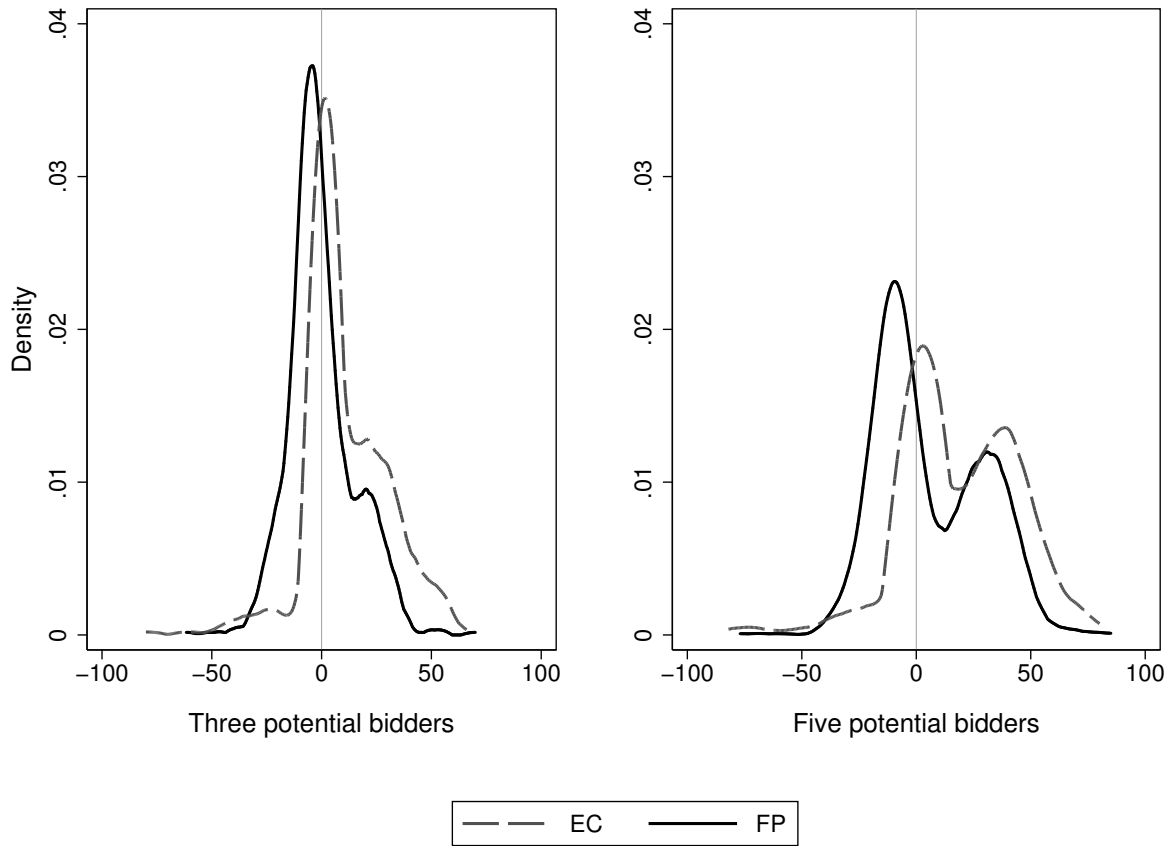 Density
0
.01
.02
.03
.04
−100 −50 0 50 100
Three potential bidders
0
.01
.02
.03
.04
−100 −50 0 50 100
Five potential bidders
EC FP